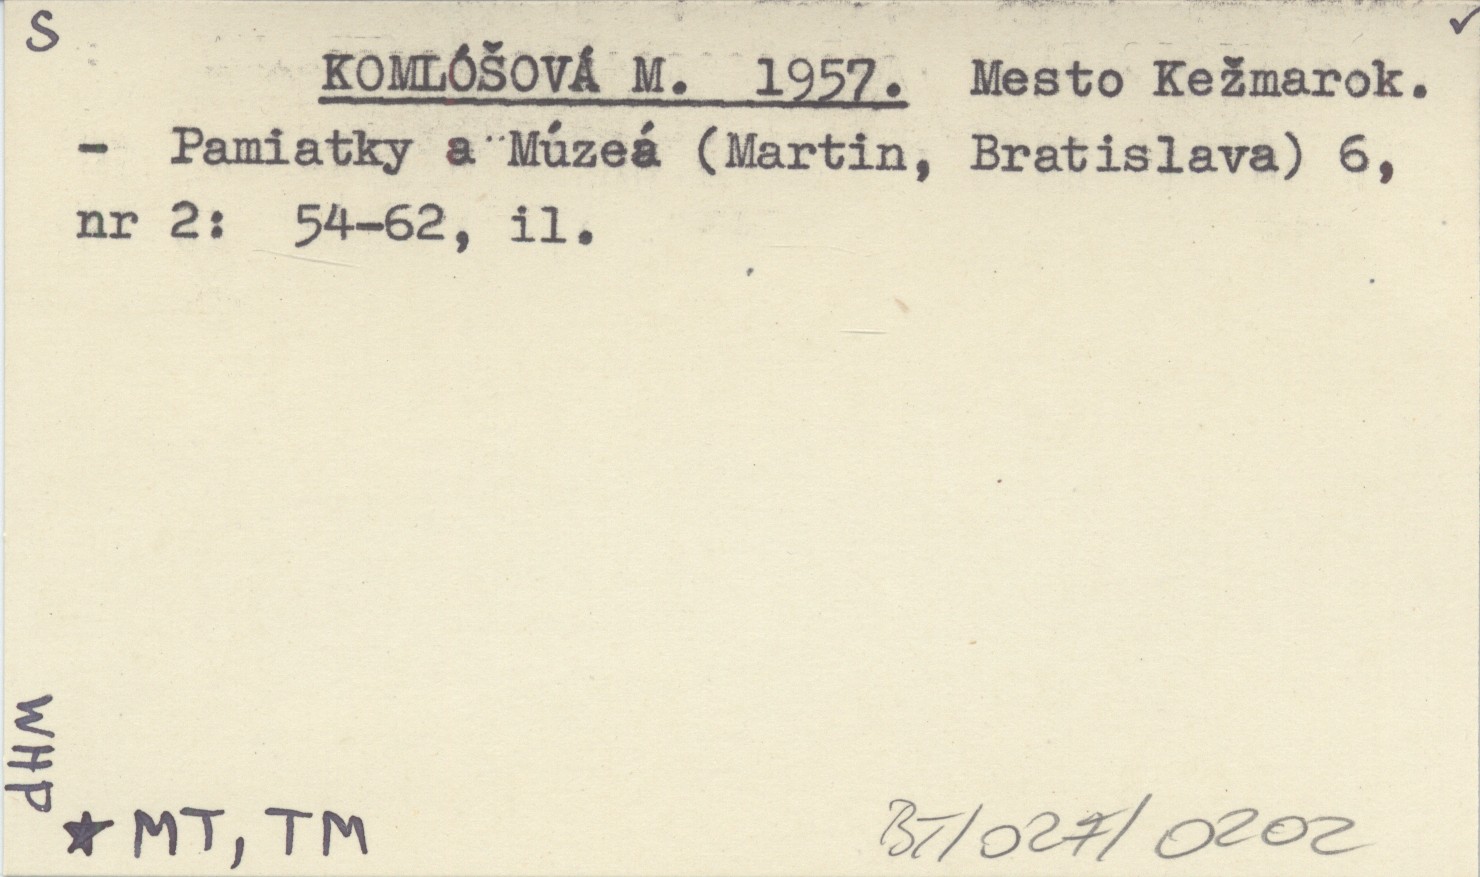 S ✓
KOMLÓŠOVÁ M. 1957. Mesto Kežmarok.
- Pamiatky a Múzeá (Martin, Bratislava) 6,
nr 2: 54-62, il.
WHP
★ MT, TM
BT/027/0202